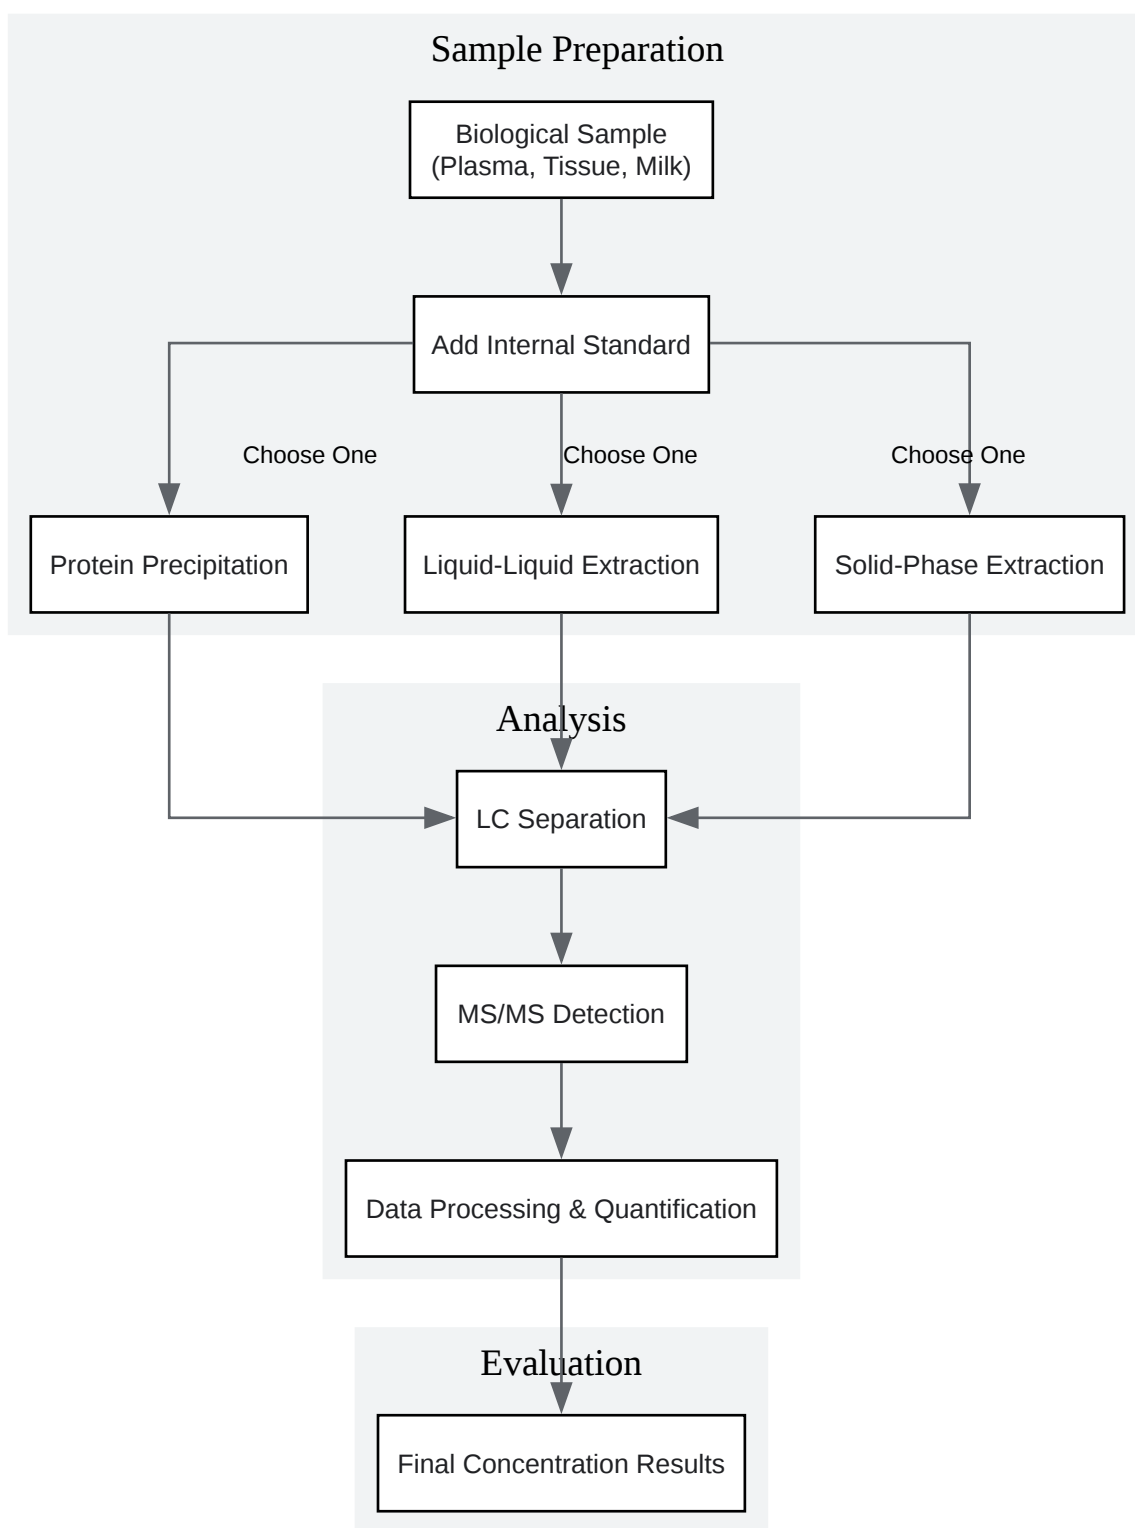 Sample Preparation
Biological Sample
(Plasma, Tissue, Milk)
Add Internal Standard
Choose One
Choose One
Choose One
Protein Precipitation
Liquid-Liquid Extraction
Solid-Phase Extraction
Analysis
LC Separation
MS/MS Detection
Data Processing & Quantification
Evaluation
Final Concentration Results